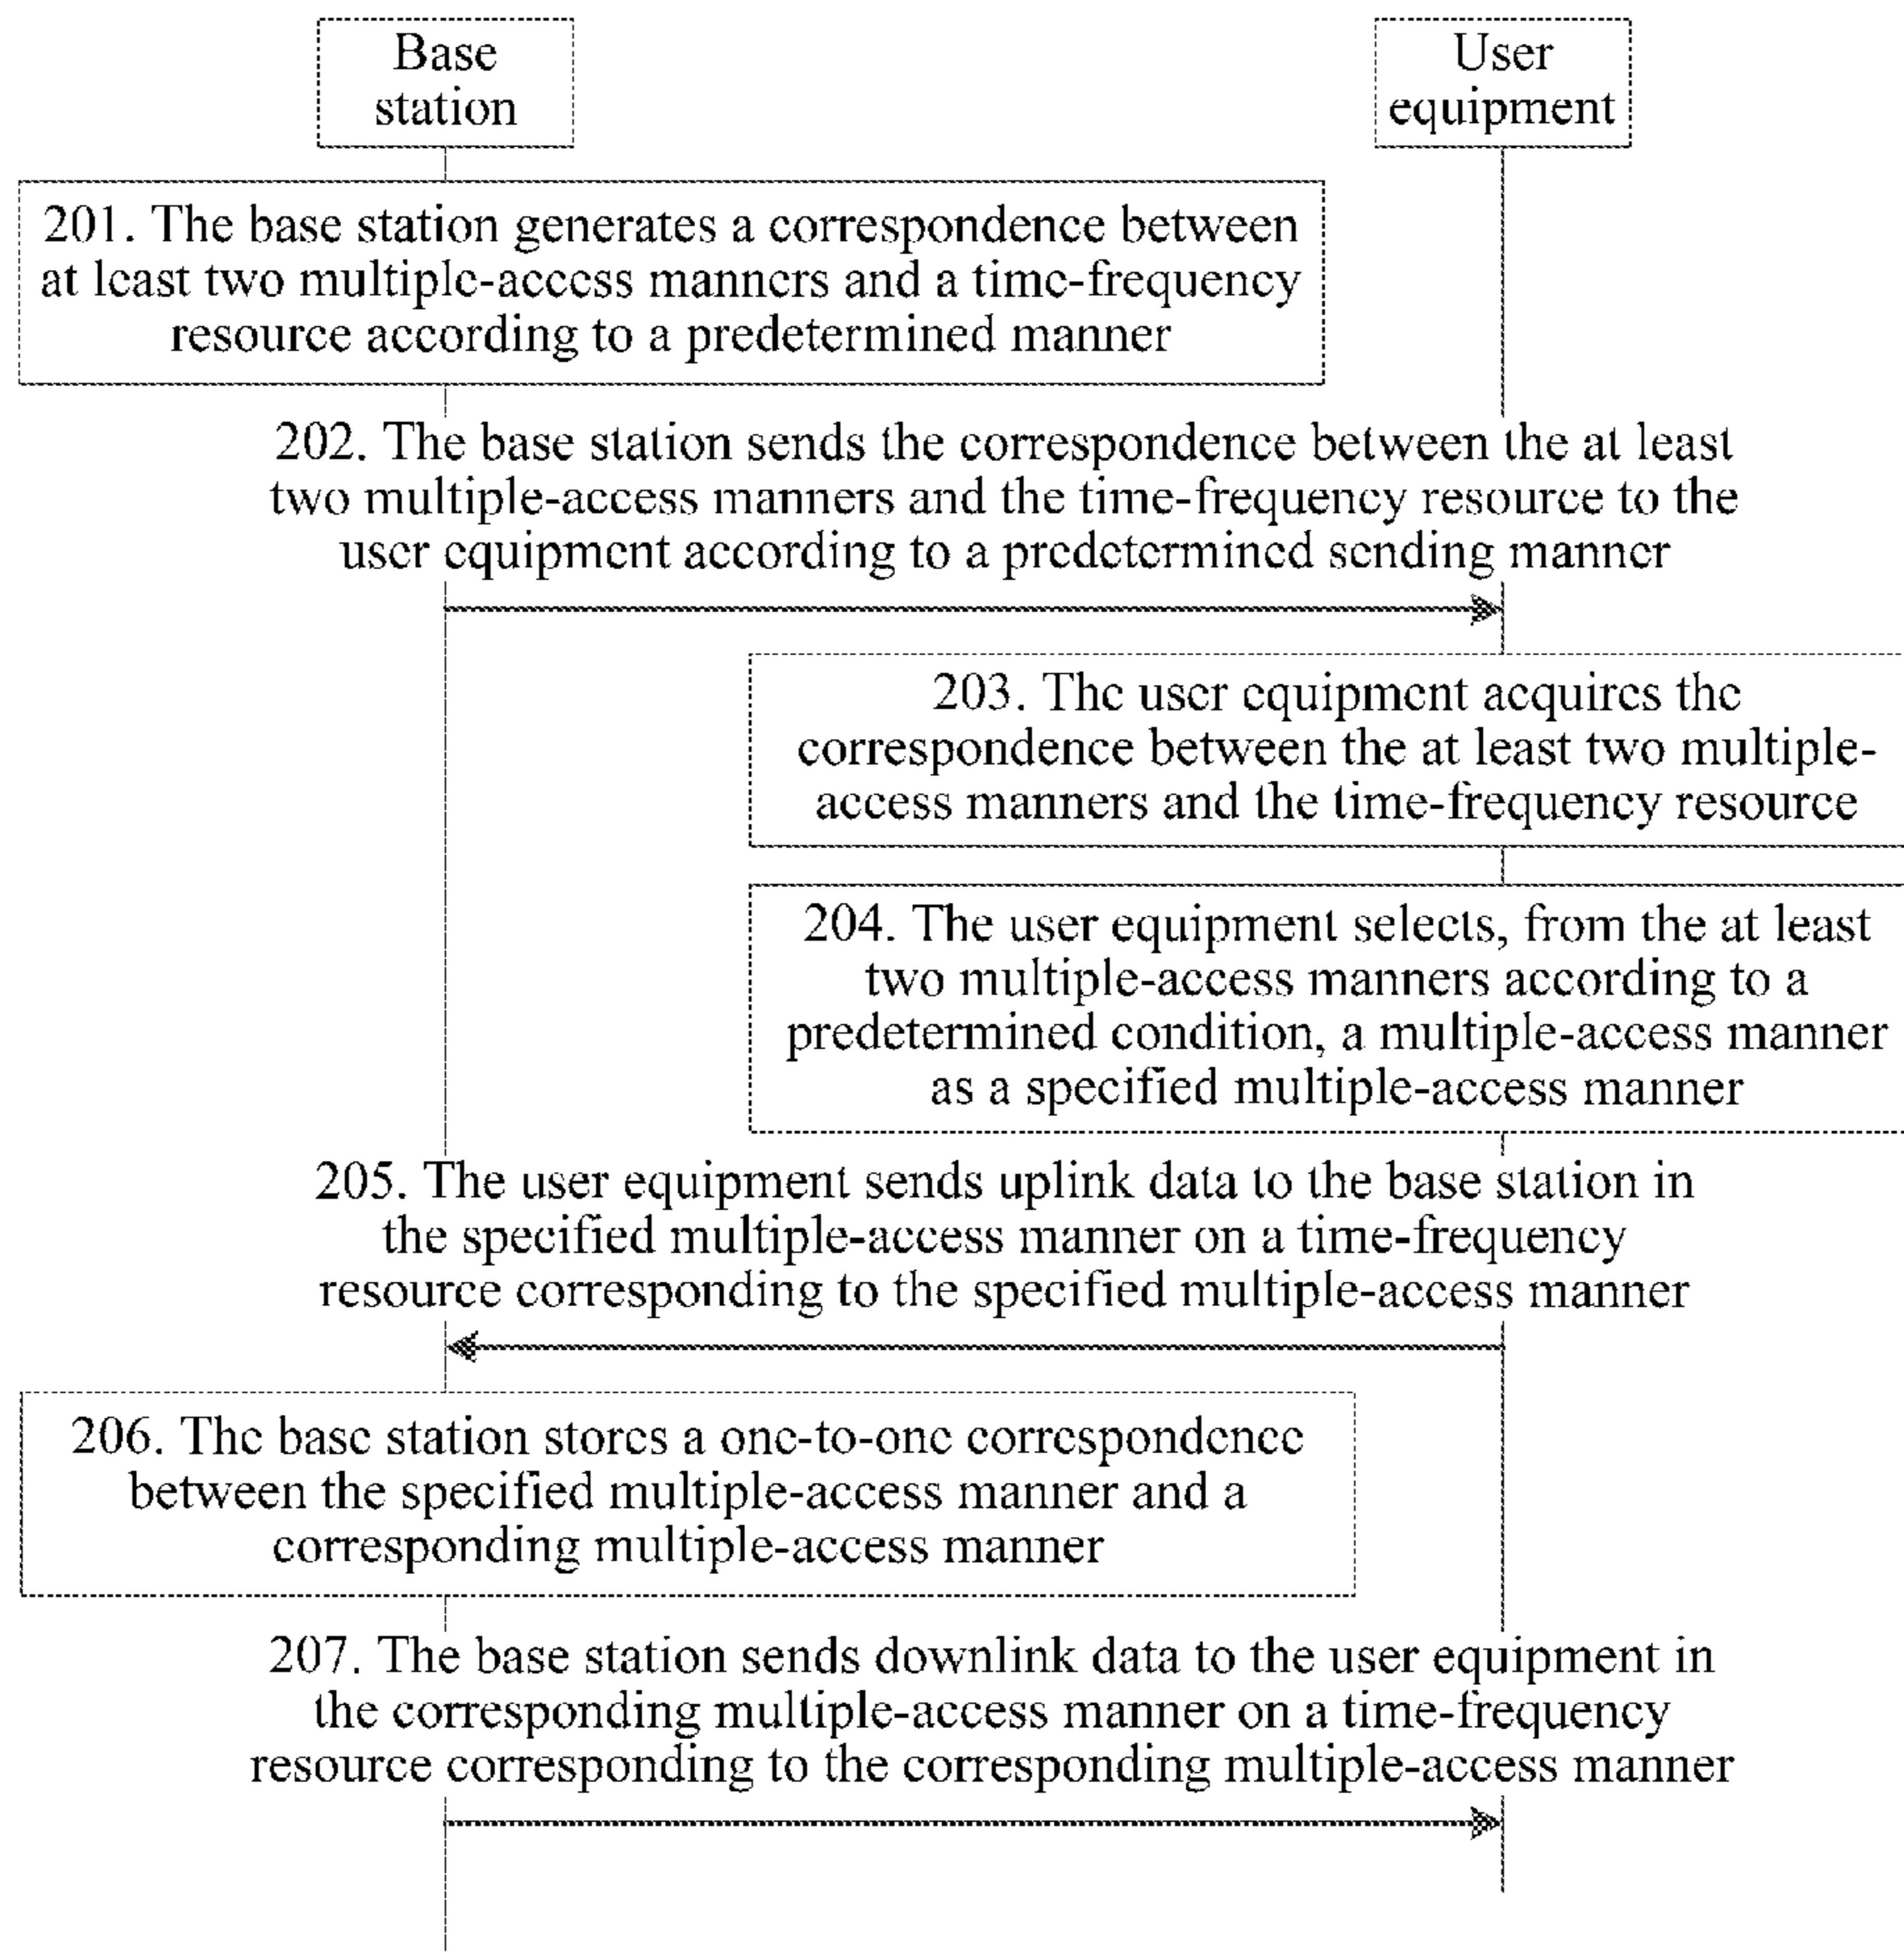 Base
station
User
equipment
201. The base station generates a correspondence between
at least two multiple-access manners and a time-frequency
resource according to a predetermined manner
202. The base station sends the correspondence between the at least
two multiple-access manners and the time-frequency resource to the
user equipment according to a predetermined sending manner
203. The user equipment acquires the
correspondence between the at least two multiple-
access manners and the time-frequency resource
204. The user equipment selects, from the at least
two multiple-access manners according to a
predetermined condition, a multiple-access manner
as a specified multiple-access manner
205. The user equipment sends uplink data to the base station in
the specified multiple-access manner on a time-frequency
resource corresponding to the specified multiple-access manner
206. The base station stores a one-to-one correspondence
between the specified multiple-access manner and a
corresponding multiple-access manner
207. The base station sends downlink data to the user equipment in
the corresponding multiple-access manner on a time-frequency
resource corresponding to the corresponding multiple-access manner